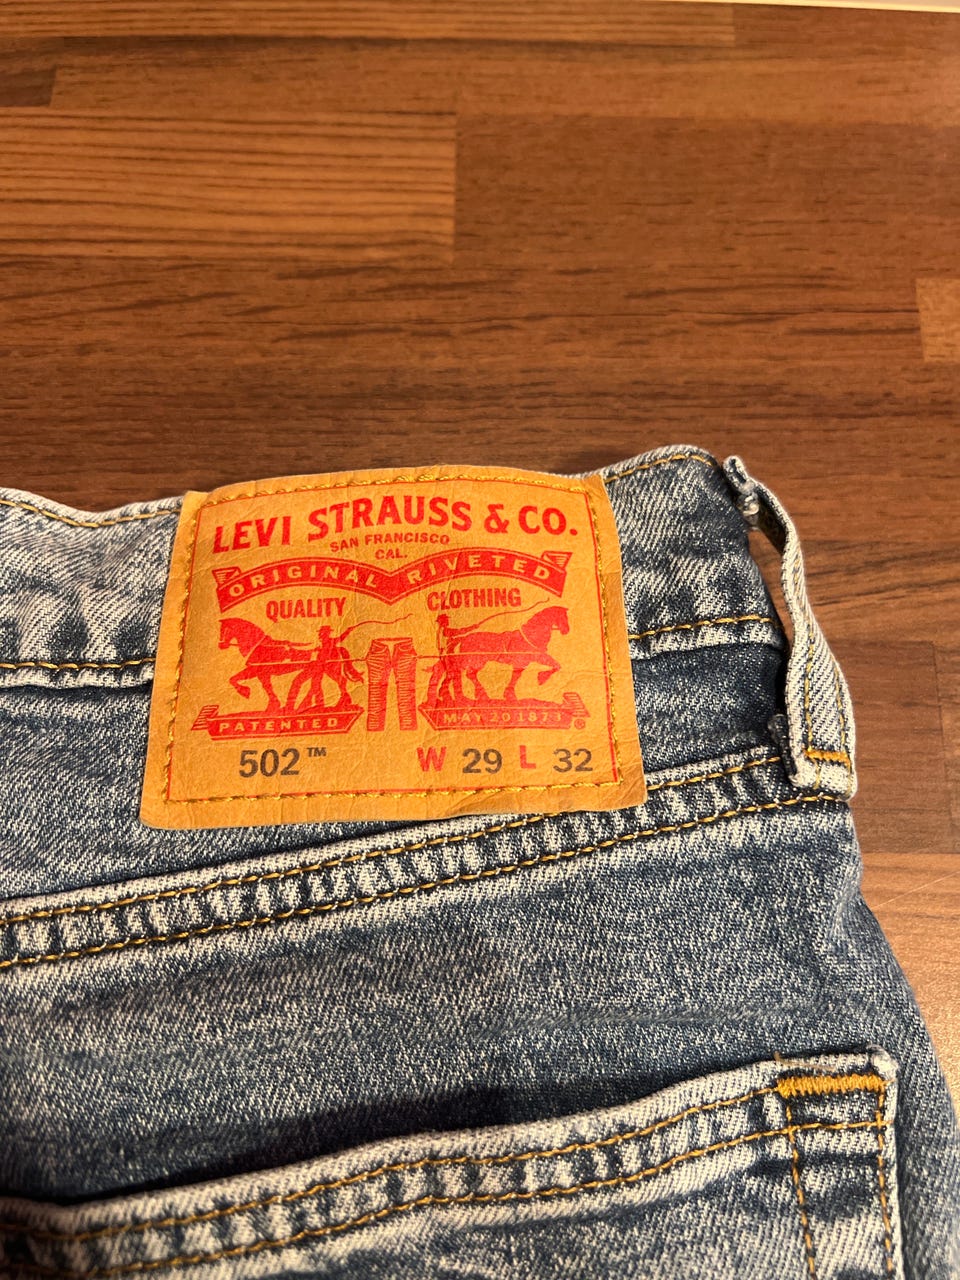 LEVI STRAUSS & CO.
SAN FRANCISCO
CAL.
ORIGINAL RIVETED
QUALITY CLOTHING
PATENTED MAY 20 1873 ®
502™ W 29 L 32